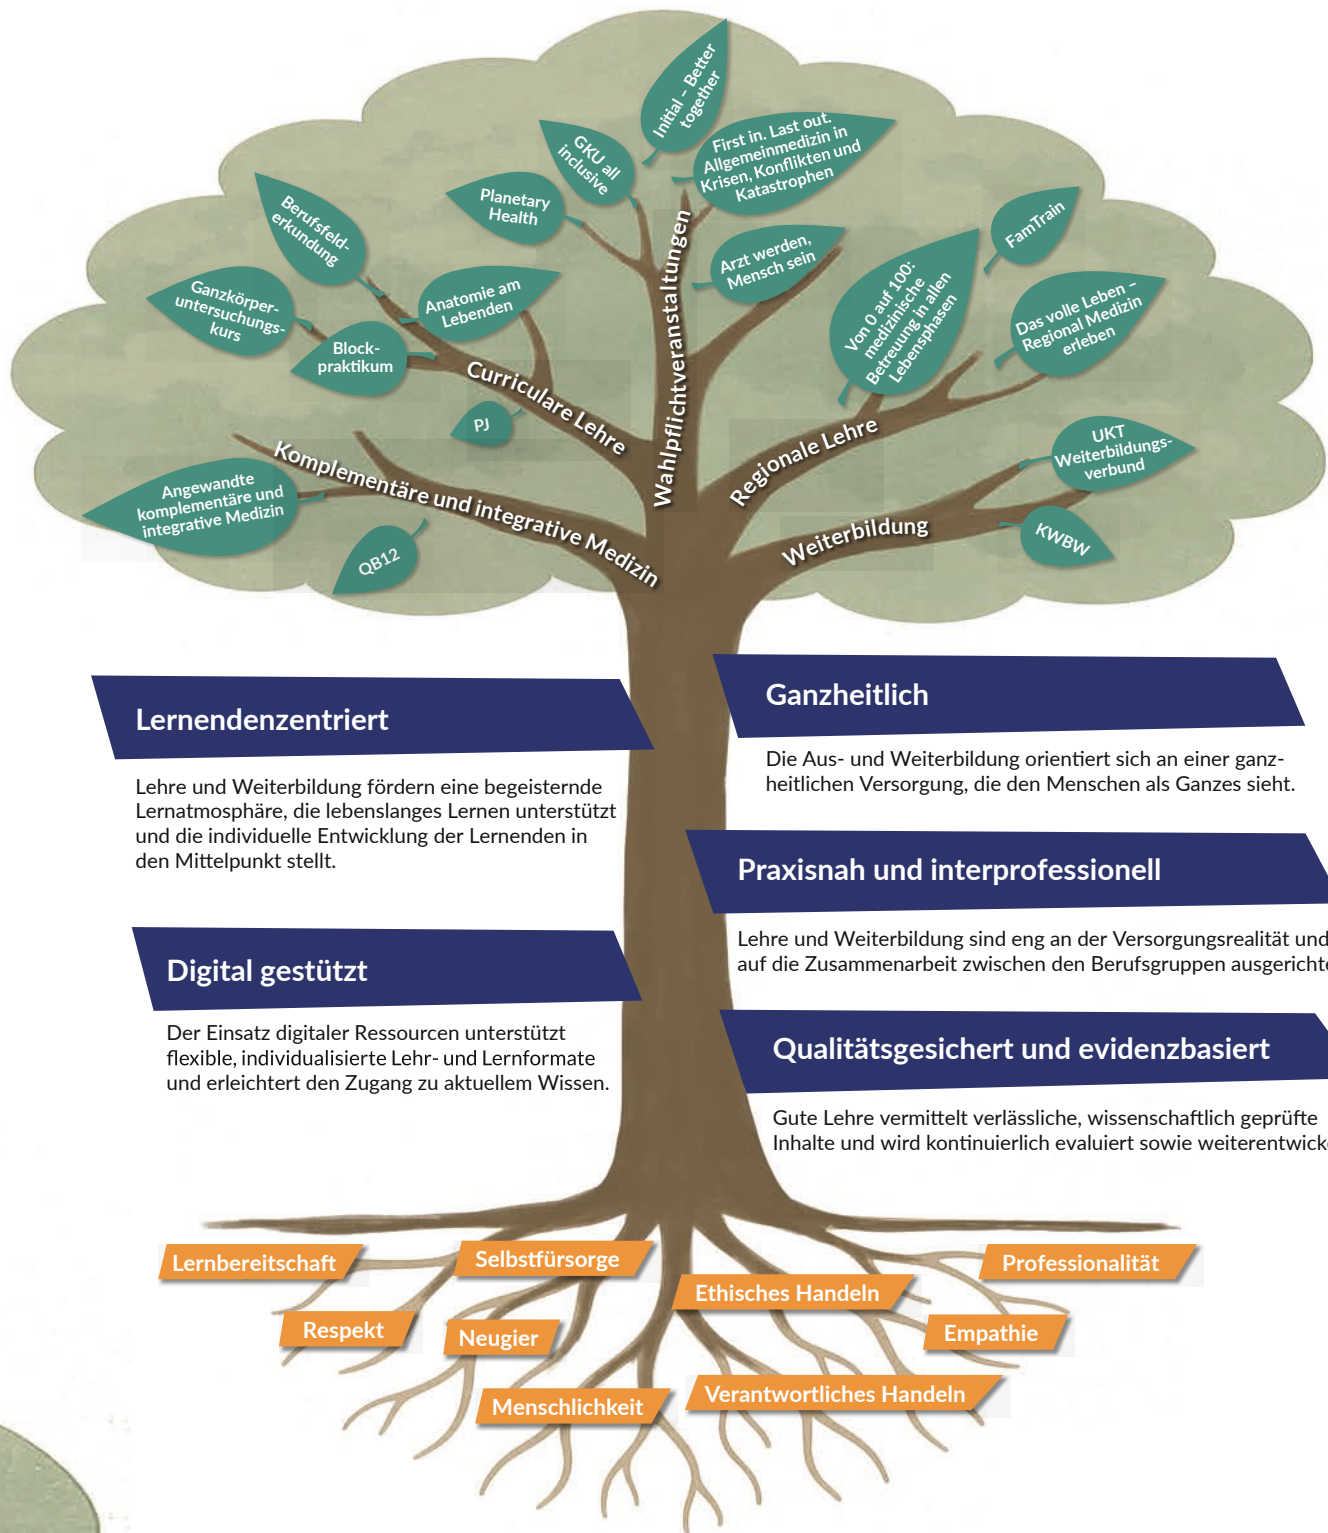 Initial – Better
together
First in. Last out.
Allgemeinmedizin in
Krisen, Konflikten und
Katastrophen
GKU all
inclusive
Planetary
Health
Arzt werden,
Mensch sein
Wahlpflichtveranstaltungen
Berufsfeld-
erkundung
Ganzkörper-
untersuchungs-
kurs
Anatomie am
Lebenden
Block-
praktikum
PJ
Curriculare Lehre
FamTrain
Von 0 auf 100:
medizinische
Betreuung in allen
Lebensphasen
Das volle Leben –
Regional Medizin
erleben
Regionale Lehre
Angewandte
komplementäre und
integrative Medizin
QB12
Komplementäre und integrative Medizin
UKT
Weiterbildungs-
verbund
KWBW
Weiterbildung
Lernendenzentriert
Lehre und Weiterbildung fördern eine begeisternde
Lernatmosphäre, die lebenslanges Lernen unterstützt
und die individuelle Entwicklung der Lernenden in
den Mittelpunkt stellt.
Digital gestützt
Der Einsatz digitaler Ressourcen unterstützt
flexible, individualisierte Lehr- und Lernformate
und erleichtert den Zugang zu aktuellem Wissen.
Ganzheitlich
Die Aus- und Weiterbildung orientiert sich an einer ganz-
heitlichen Versorgung, die den Menschen als Ganzes sieht.
Praxisnah und interprofessionell
Lehre und Weiterbildung sind eng an der Versorgungsrealität und
auf die Zusammenarbeit zwischen den Berufsgruppen
Qualitätsgesichert und evidenzbasiert
Gute Lehre vermittelt verlässliche, wissenschaftlich geprüfte
Inhalte und wird kontinuierlich evaluiert sowie
Lernbereitschaft
Selbstfürsorge
Professionalität
Ethisches Handeln
Respekt
Neugier
Empathie
Menschlichkeit
Verantwortliches Handeln